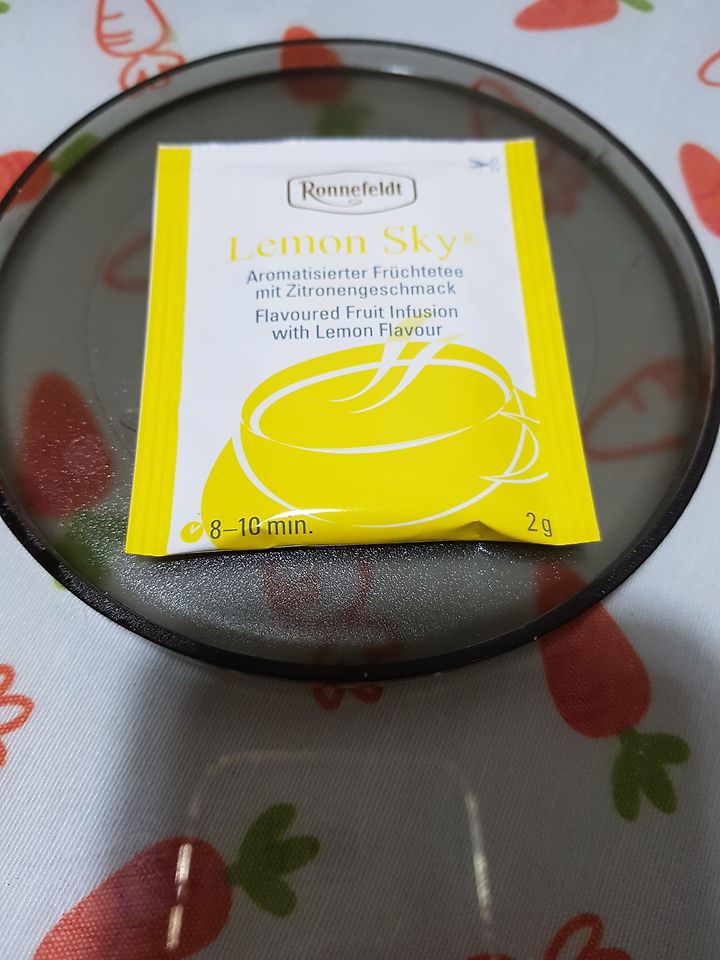 Ronnefeldt
Lemon Sky®
Aromatisierter Früchtetee
mit Zitronengeschmack
Flavoured Fruit Infusion
with Lemon Flavour
8–10 min.
2g